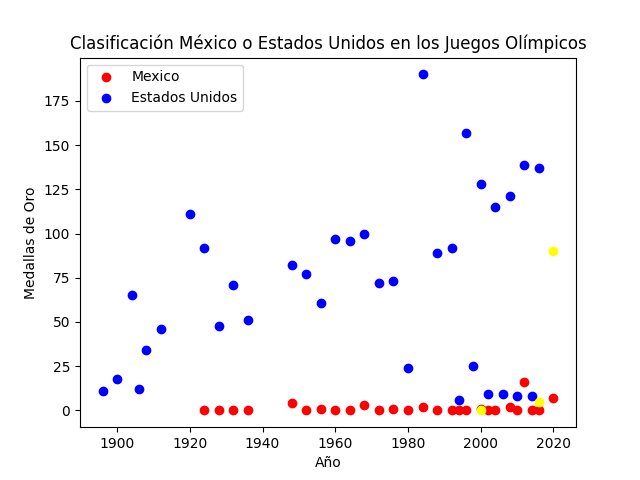 Clasificación México o Estados Unidos en los Juegos Olímpicos
Mexico
Estados Unidos
175
150
125
100
75
50
25
0
Medallas de Oro
1900 1920 1940 1960 1980 2000 2020
Año